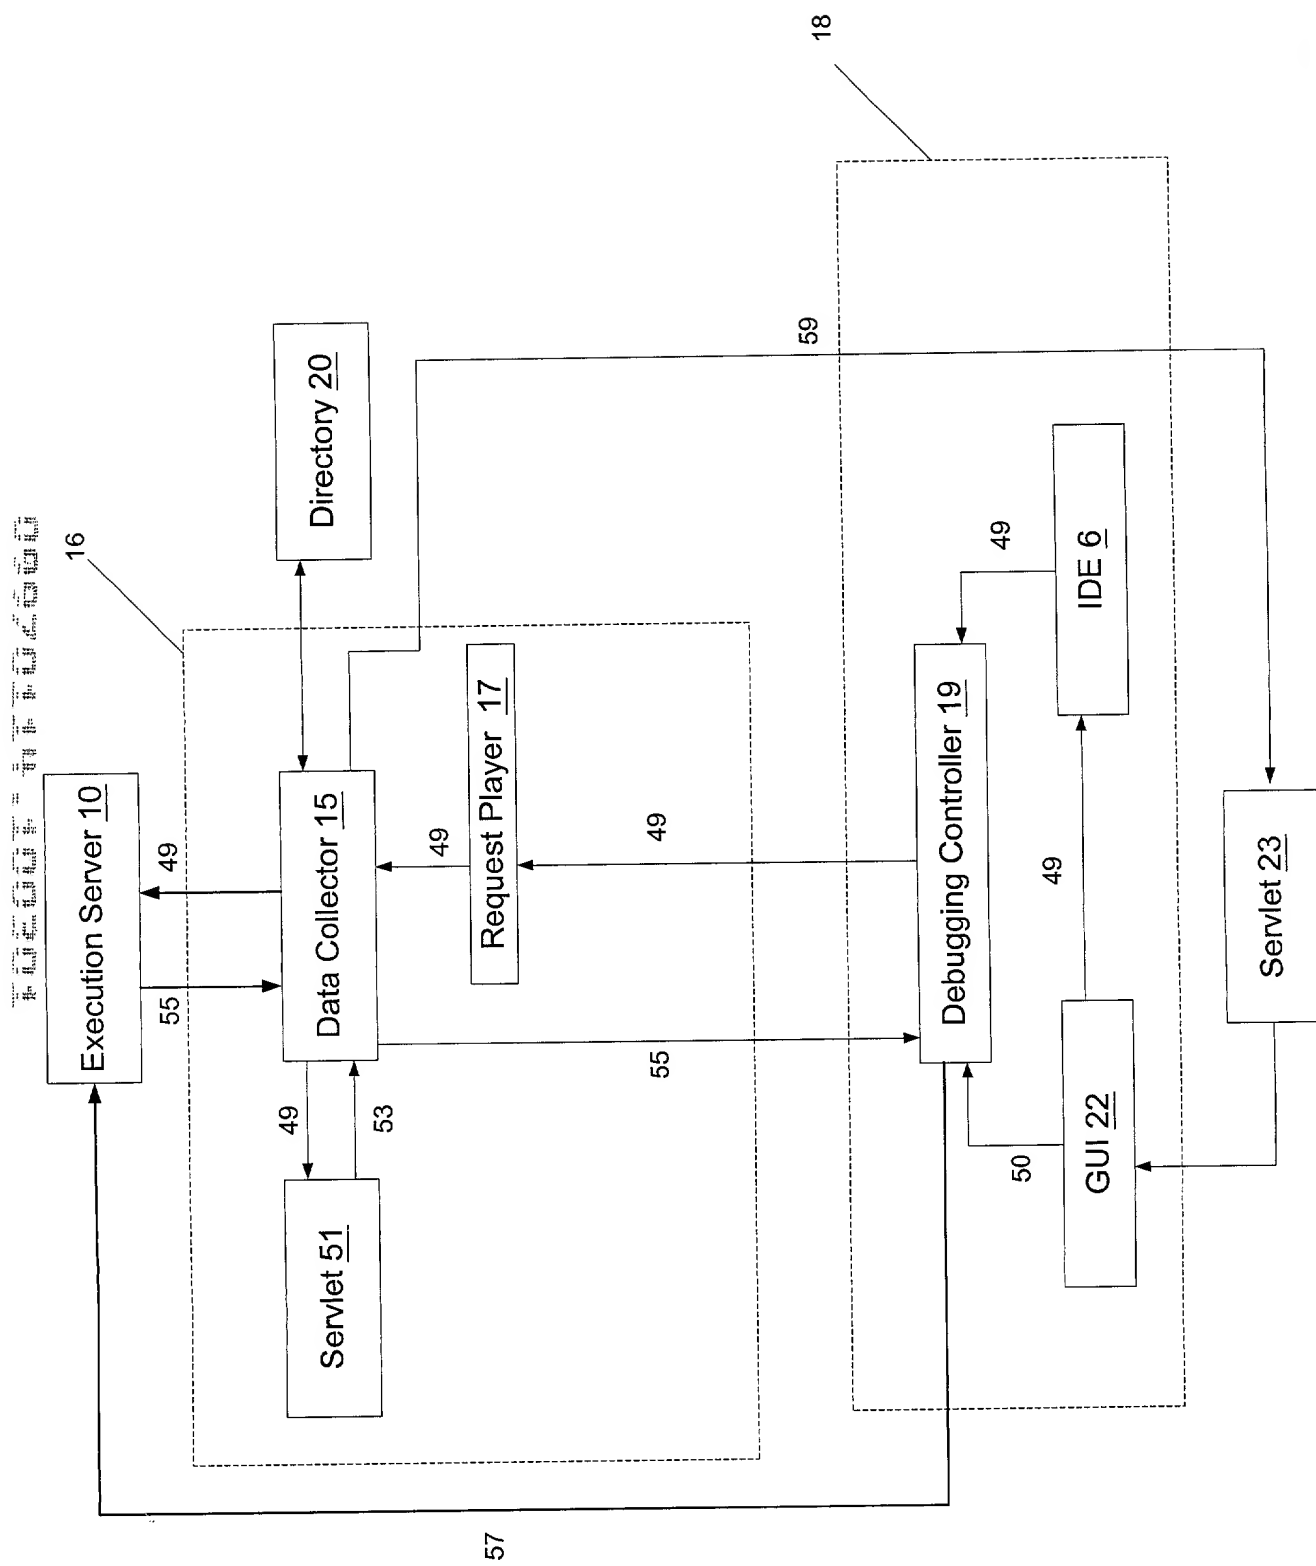 18
59
Directory 20
16
49
IDE 6
Execution Server 10
49
Data Collector 15
49
Request Player 17
49
Debugging Controller 19
49
Servlet 23
55
55
50
GUI 22
49
53
Servlet 51
57